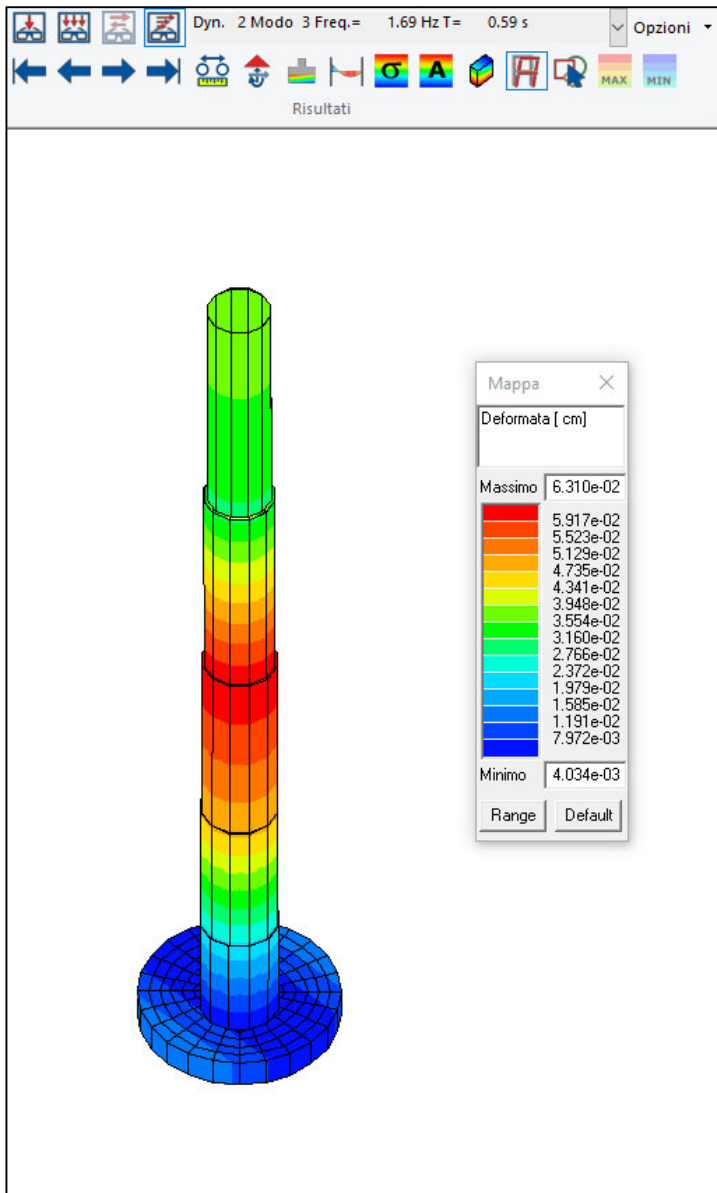 Dyn. 2 Modo 3 Freq.= 1.69 Hz T= 0.59 s
Opzioni
σ A MAX MIN
Risultati
Mappa
Deformata [ cm]
Massimo 6.310e-02
5.917e-02
5.523e-02
5.129e-02
4.735e-02
4.341e-02
3.948e-02
3.554e-02
3.160e-02
2.766e-02
2.372e-02
1.979e-02
1.585e-02
1.191e-02
7.972e-03
Minimo 4.034e-03
Range Default